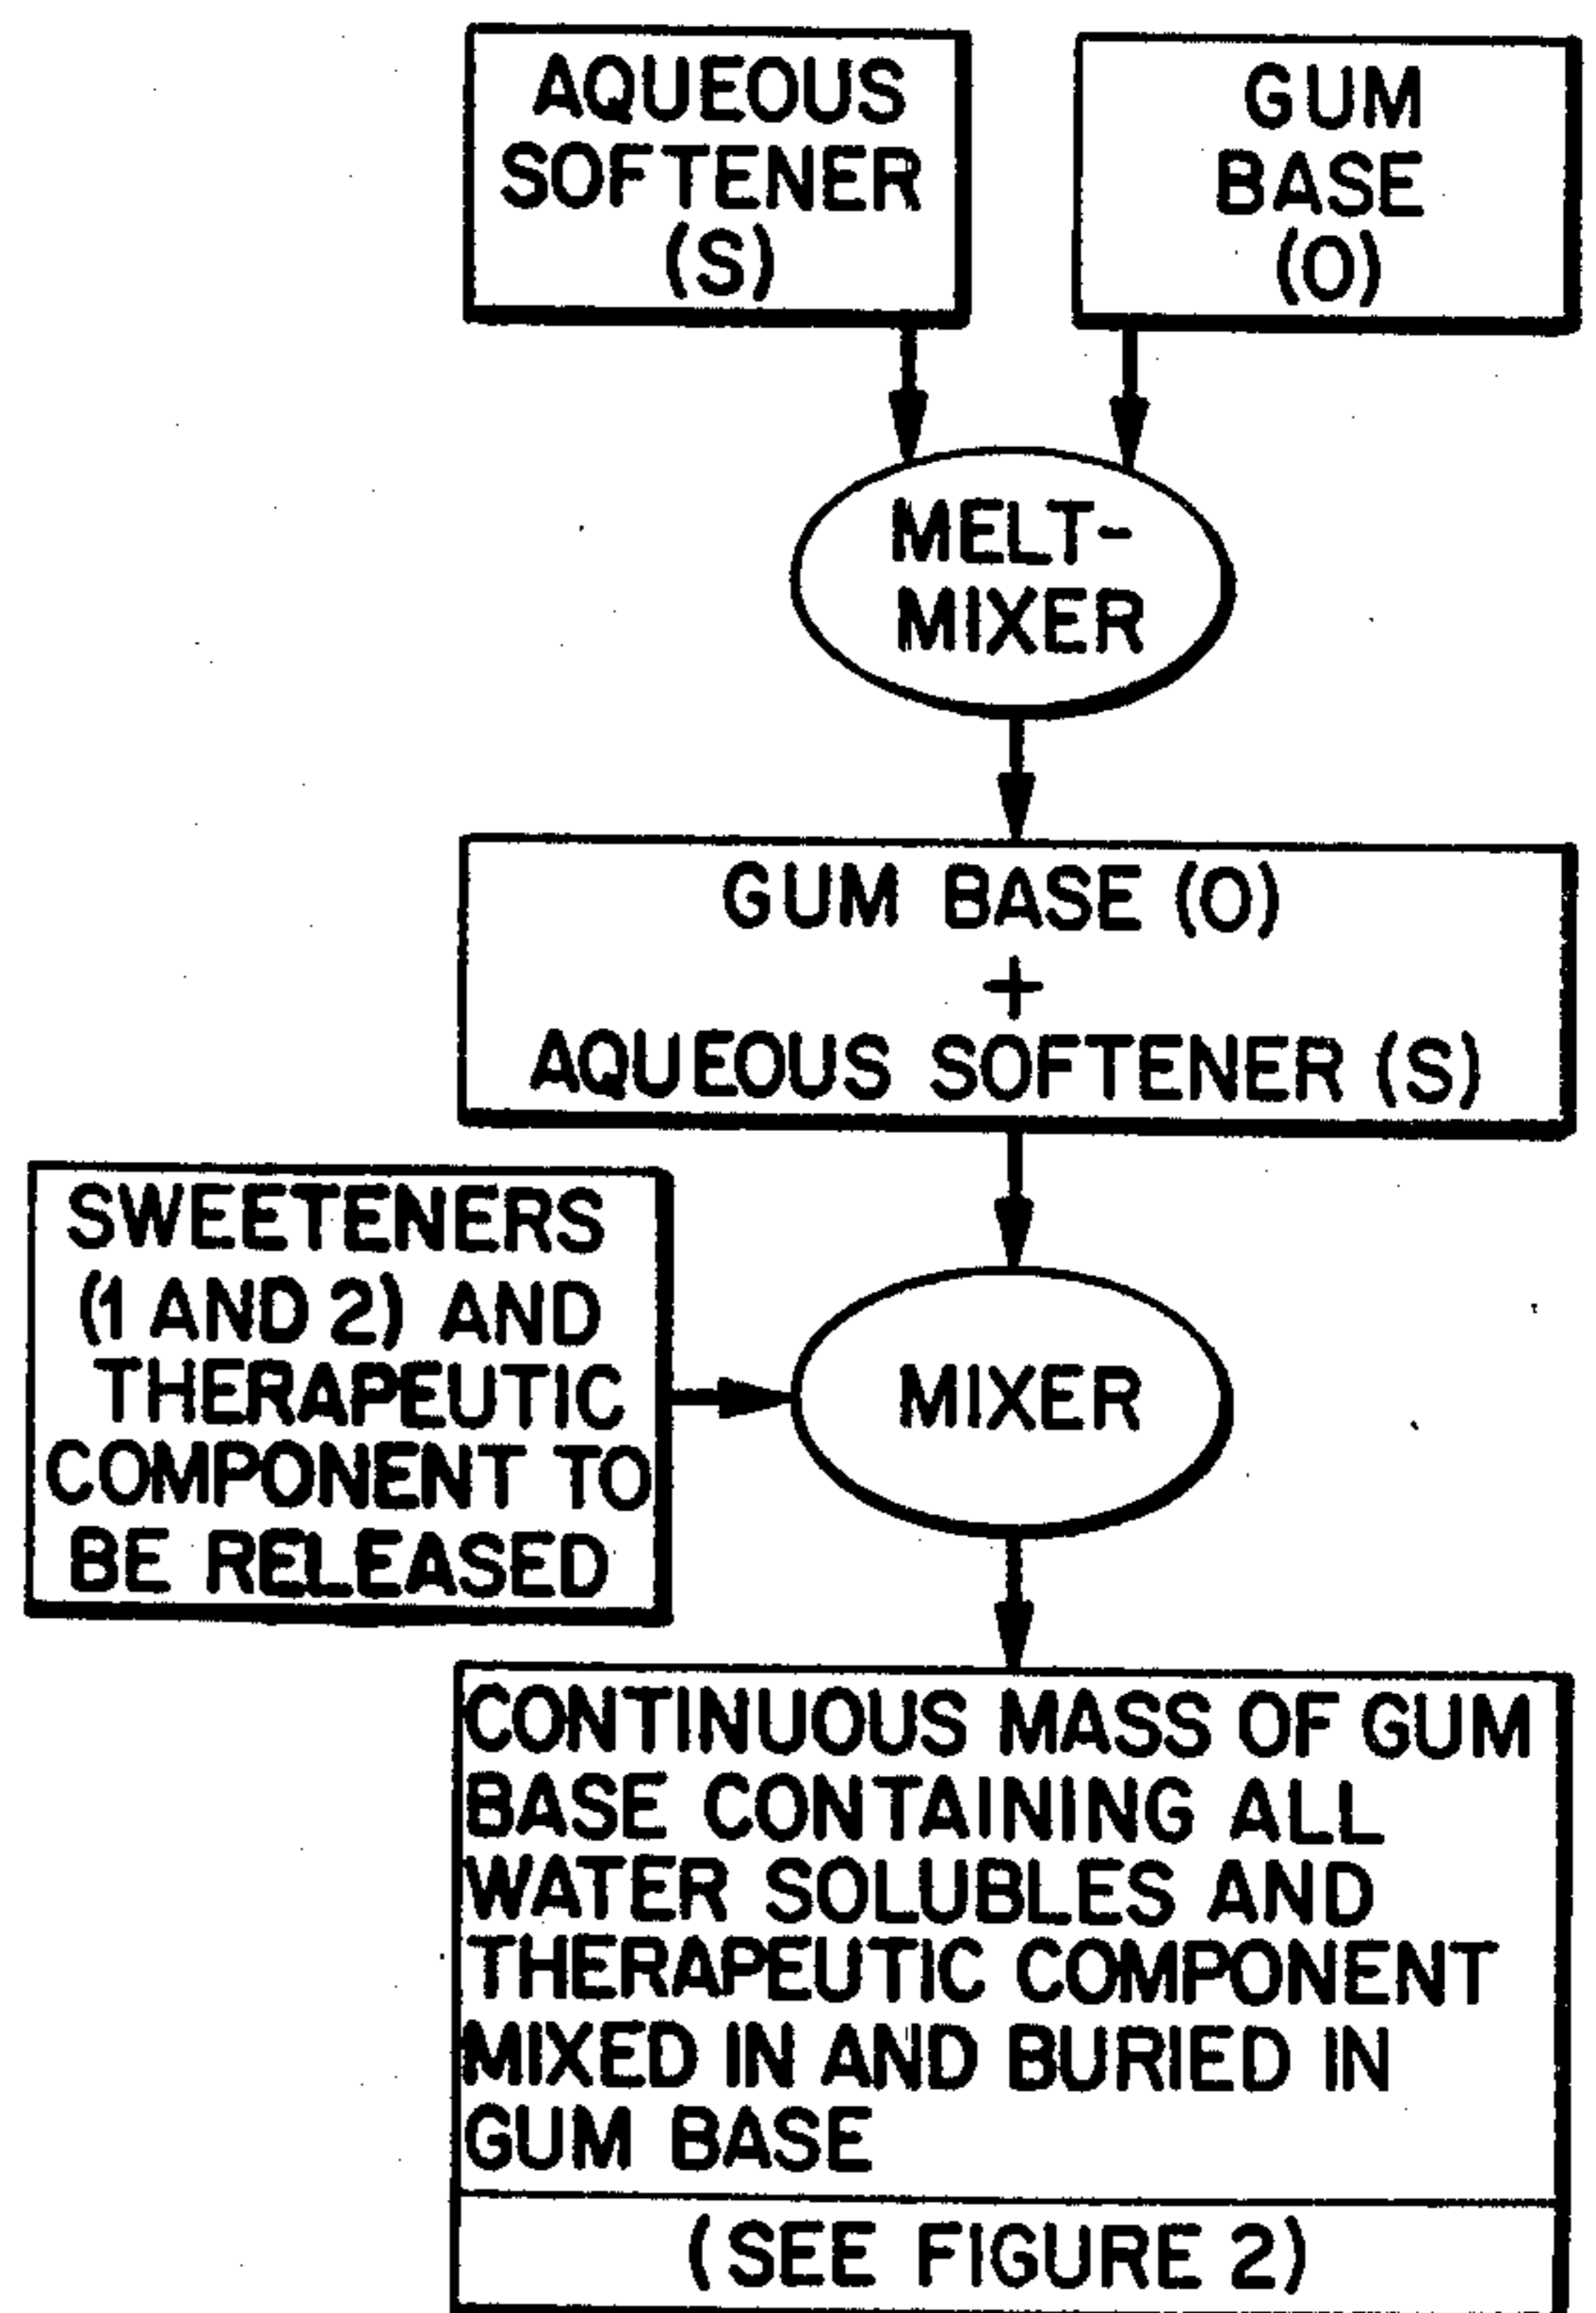 AQUEOUS
SOFTENER
(S)
GUM
BASE
(O)
MELT-
MIXER
GUM BASE (O)
+
AQUEOUS SOFTENER (S)
SWEETENERS
(1 AND 2) AND
THERAPEUTIC
COMPONENT TO
BE RELEASED
MIXER
CONTINUOUS MASS OF GUM
BASE CONTAINING ALL
WATER SOLUBLES AND
THERAPEUTIC COMPONENT
MIXED IN AND BURIED IN
GUM BASE
(SEE FIGURE 2)